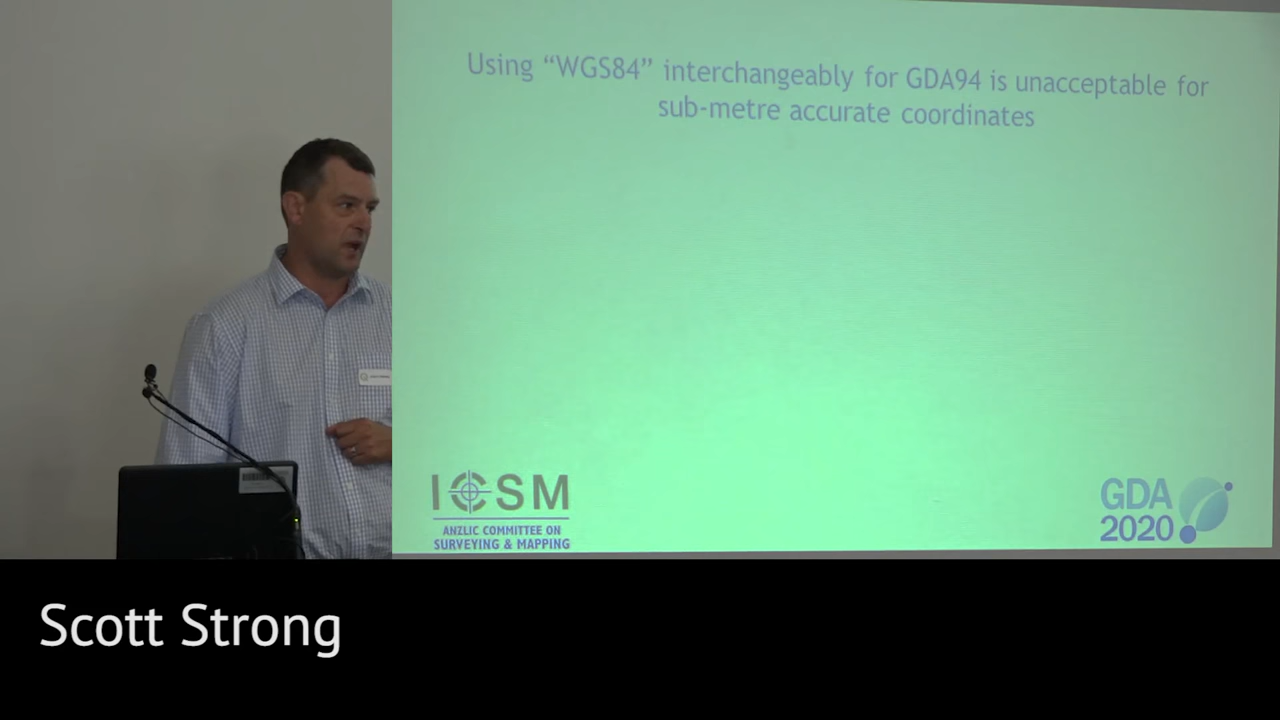 Using “WGS84” interchangeably for GDA94 is unacceptable for
sub-metre accurate coordinates
ICSM
ANZLIC COMMITTEE ON
SURVEYING & MAPPING
GDA
2020
Scott Strong